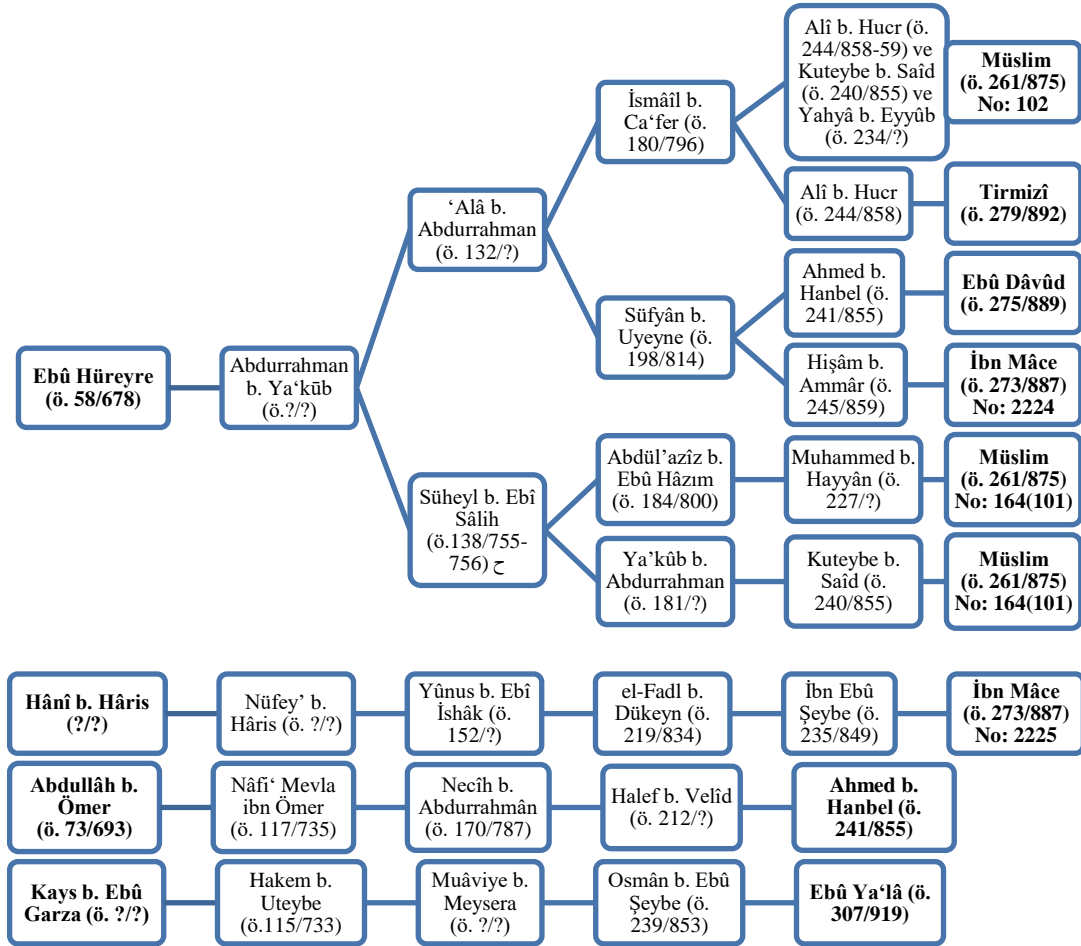 Ebû Hüreyre
(ö. 58/678)
Abdurrahman
b. Ya‘kūb
(ö.?/?)
‘Alâ b.
Abdurrahman
(ö. 132/?)
İsmâîl b.
Ca‘fer (ö.
180/796)
Alî b. Hucr (ö.
244/858-59) ve
Kuteybe b. Saîd
(ö. 240/855) ve
Yahyâ b. Eyyûb
(ö. 234/?)
Müslim
(ö. 261/875)
No: 102
Alî b. Hucr
(ö. 244/858)
Tirmizî
(ö. 279/892)
Süfyân b.
Uyeyne (ö.
198/814)
Ahmed b.
Hanbel (ö.
241/855)
Ebû Dâvûd
(ö. 275/889)
Hişâm b.
Ammâr (ö.
245/859)
İbn Mâce
(ö. 273/887)
No: 2224
Süheyl b. Ebî
Sâlih
(ö.138/755-
756) ح
Abdül’azîz b.
Ebû Hâzım
(ö. 184/800)
Muhammed b.
Hayyân (ö.
227/?)
Müslim
(ö. 261/875)
No: 164(101)
Ya’kûb b.
Abdurrahman
(ö. 181/?)
Kuteybe b.
Saîd (ö.
240/855)
Müslim
(ö. 261/875)
No: 164(101)
Hânî b. Hâris
(?/?)
Nüfey’ b.
Hâris (ö. ?/?)
Yûnus b. Ebî
İshâk (ö.
152/?)
el-Fadl b.
Dükeyn (ö.
219/834)
İbn Ebû
Şeybe (ö.
235/849)
İbn Mâce
(ö. 273/887)
No: 2225
Abdullâh b.
Ömer
(ö. 73/693)
Nâfi‘ Mevla
ibn Ömer
(ö. 117/735)
Necîh b.
Abdurrahmân
(ö. 170/787)
Halef b. Velîd
(ö. 212/?)
Ahmed b.
Hanbel (ö.
241/855)
Kays b. Ebû
Garza (ö. ?/?)
Hakem b.
Uteybe
(ö.115/733)
Muâviye b.
Meysera
(ö. ?/?)
Osmân b. Ebû
Şeybe (ö.
239/853)
Ebû Ya‘lâ (ö.
307/919)